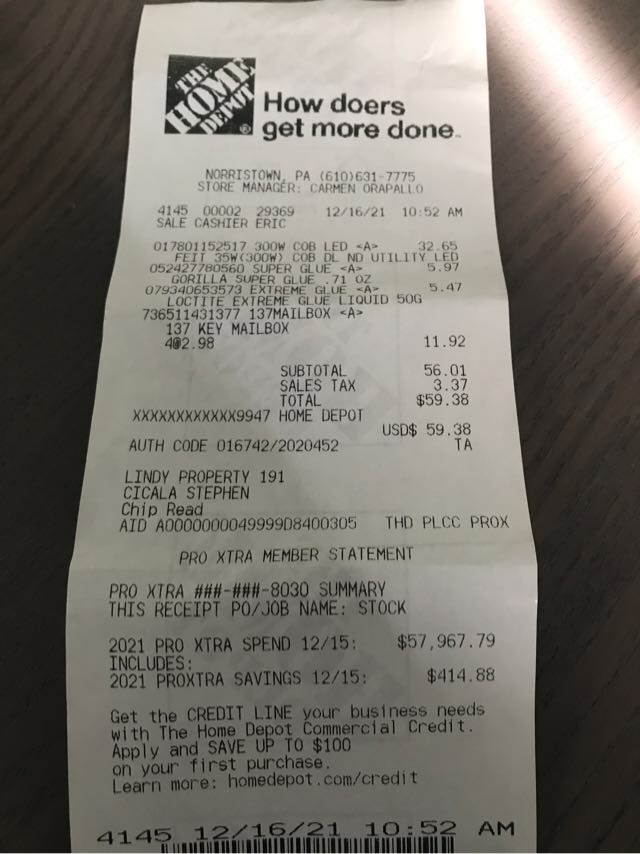 THE
HOME
DEPOT
®
How doers
get more done™
NORRISTOWN, PA (610)631-7775
STORE MANAGER: CARMEN ORAPALLO
4145 00002 29369 12/16/21 10:52 AM
SALE CASHIER ERIC
017801152517 300W COB LED <A> 32.65
FEIT 35W(300W) COB DL ND UTILITY LED
052427780560 SUPER GLUE <A> 5.97
GORILLA SUPER GLUE .71 OZ
079340653573 EXTREME GLUE <A> 5.47
LOCTITE EXTREME GLUE LIQUID 50G
736511431377 137MAILBOX <A>
137 KEY MAILBOX
4@2.98 11.92
SUBTOTAL 56.01
SALES TAX 3.37
TOTAL $59.38
XXXXXXXXXXXX9947 HOME DEPOT
USD$ 59.38
AUTH CODE 016742/2020452 TA
LINDY PROPERTY 191
CICALA STEPHEN
Chip Read
AID A0000000049999D8400305 THD PLCC PROX
PRO XTRA MEMBER STATEMENT
PRO XTRA ###-###-8030 SUMMARY
THIS RECEIPT PO/JOB NAME: STOCK
2021 PRO XTRA SPEND 12/15: $57,967.79
INCLUDES:
2021 PROXTRA SAVINGS 12/15: $414.88
Get the CREDIT LINE your business needs
with The Home Depot Commercial Credit.
Apply and SAVE UP TO $100
on your first purchase.
Learn more: homedepot.com/credit
4145 12/16/21 10:52 AM